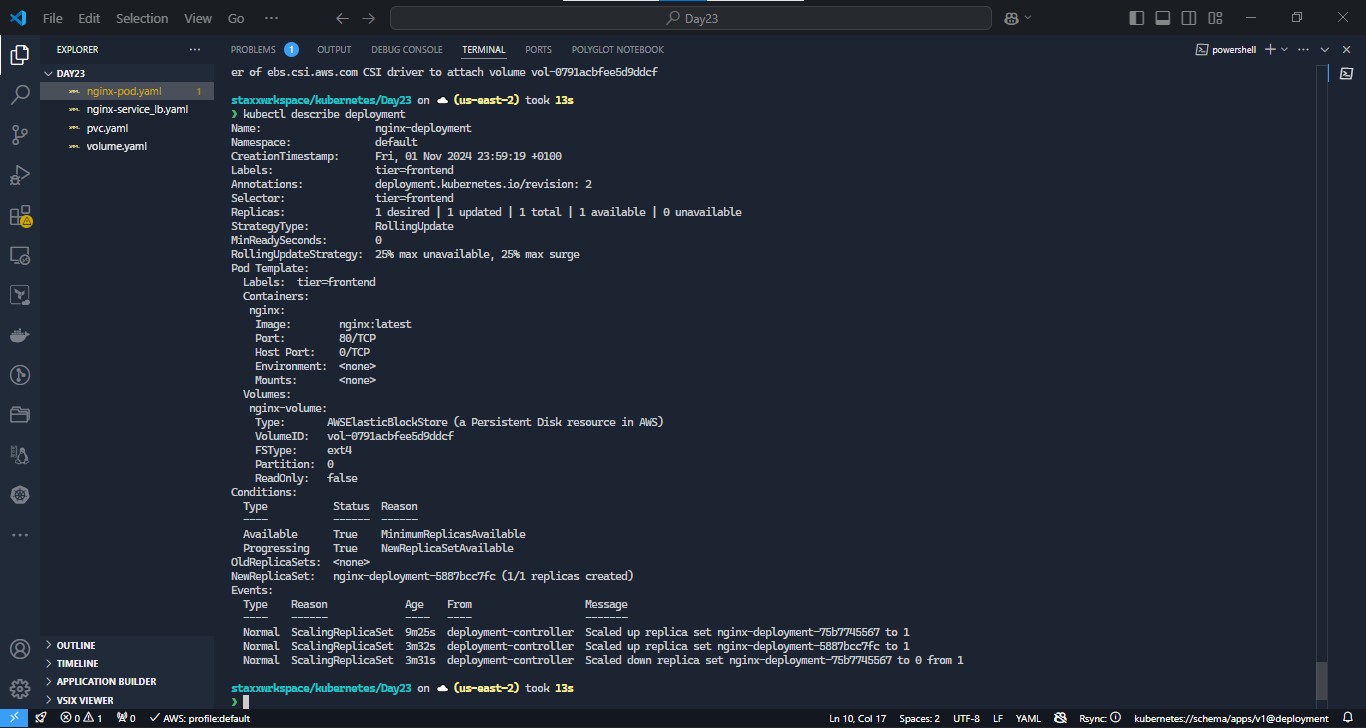 File Edit Selection View Go ··· Day23
EXPLORER ···
DAY23
nginx-pod.yaml 1
nginx-service_lb.yaml
pvc.yaml
volume.yaml
OUTLINE
TIMELINE
APPLICATION BUILDER
VSIX VIEWER
PROBLEMS 1 OUTPUT DEBUG CONSOLE TERMINAL PORTS POLYGLOT NOTEBOOK powershell
er of ebs.csi.aws.com CSI driver to attach volume vol-0791acbfee5d9ddcf
staxxwrkspace/kubernetes/Day23 on (us-east-2) took 13s
❯ kubectl describe deployment
Name: nginx-deployment
Namespace: default
CreationTimestamp: Fri, 01 Nov 2024 23:59:19 +0100
Labels: tier=frontend
Annotations: deployment.kubernetes.io/revision: 2
Selector: tier=frontend
Replicas: 1 desired | 1 updated | 1 total | 1 available | 0 unavailable
StrategyType: RollingUpdate
MinReadySeconds: 0
RollingUpdateStrategy: 25% max unavailable, 25% max surge
Pod Template:
Labels: tier=frontend
Containers:
nginx:
Image: nginx:latest
Port: 80/TCP
Host Port: 0/TCP
Environment: <none>
Mounts: <none>
Volumes:
nginx-volume:
Type: AWSElasticBlockStore (a Persistent Disk resource in AWS)
VolumeID: vol-0791acbfee5d9ddcf
FSType: ext4
Partition: 0
ReadOnly: false
Conditions:
Type Status Reason
---- ------ ------
Available True MinimumReplicasAvailable
Progressing True NewReplicaSetAvailable
OldReplicaSets: <none>
NewReplicaSet: nginx-deployment-5887bcc7fc (1/1 replicas created)
Events:
Type Reason Age From Message
---- ------ ---- ---- -------
Normal ScalingReplicaSet 9m25s deployment-controller Scaled up replica set nginx-deployment-75b7745567 to 1
Normal ScalingReplicaSet 3m32s deployment-controller Scaled up replica set nginx-deployment-5887bcc7fc to 1
Normal ScalingReplicaSet 3m31s deployment-controller Scaled down replica set nginx-deployment-75b7745567 to 0 from 1
staxxwrkspace/kubernetes/Day23 on (us-east-2) took 13s
❯
0 1 0 AWS: profile:default Ln 10, Col 17 Spaces: 2 UTF-8 LF YAML Rsync: kubernetes://schema/apps/v1@deployment